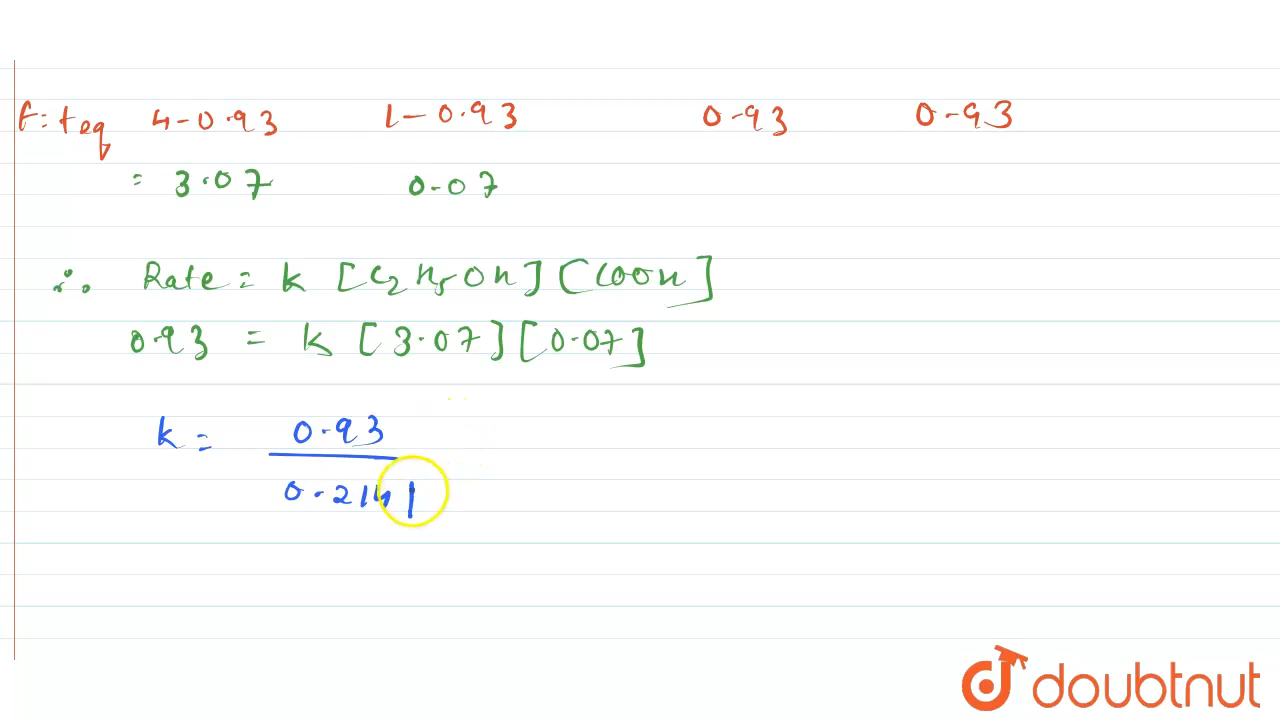 t = t eq 4-0.93 1-0.93 0.93 0.93
= 3.07 0.07
∴ Rate = k [C2H5OH] [COOH]
0.93 = k [3.07] [0.07]
k = 0.93
0.2141
doubtnut